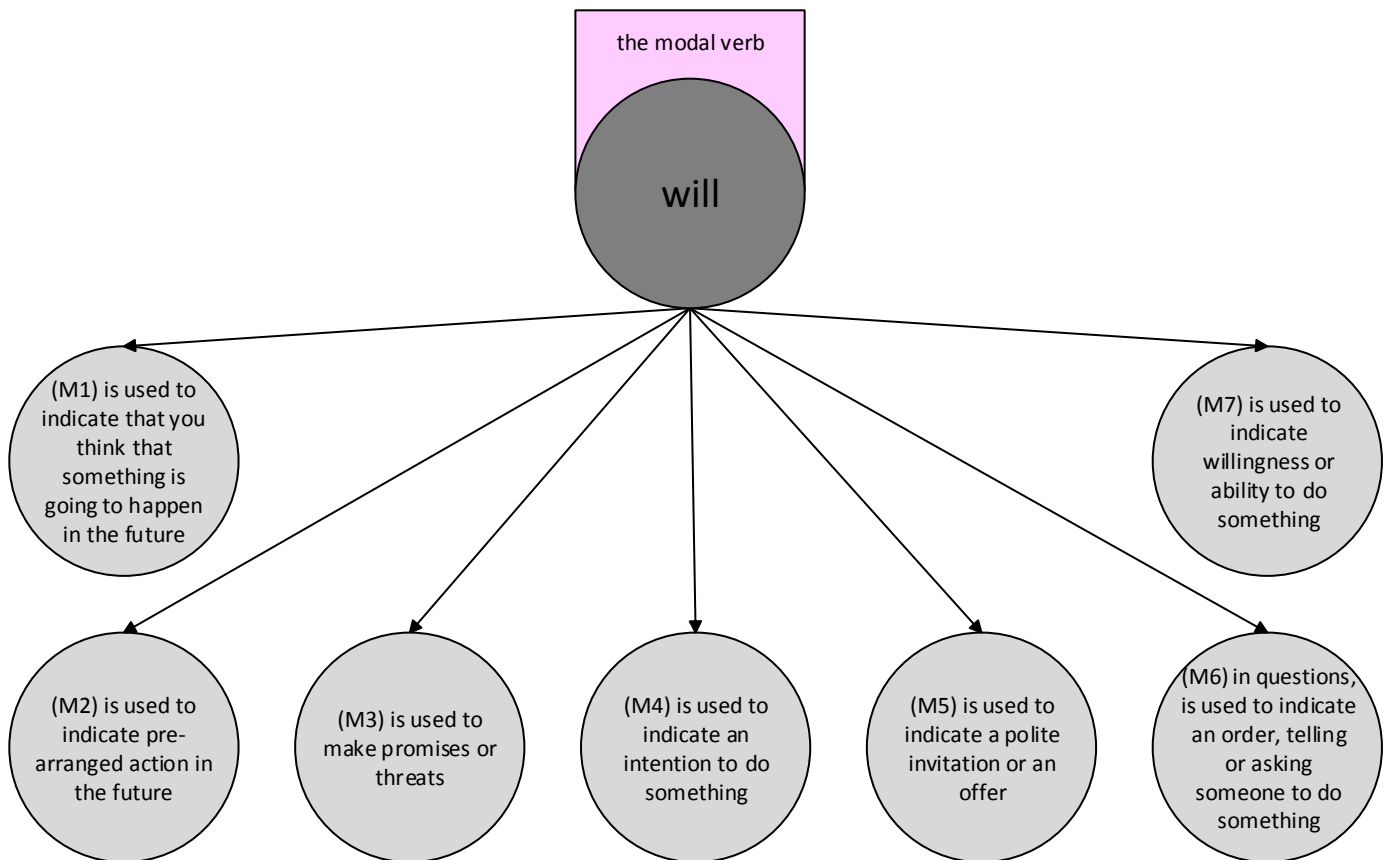 the modal verb
will
(M1) is used to
indicate that you
think that
something is
going to happen
in the future
(M7) is used to
indicate
willingness or
ability to do
something
(M2) is used to
indicate pre-
arranged action in
the future
(M3) is used to
make promises or
threats
(M4) is used to
indicate an
intention to do
something
(M5) is used to
indicate a polite
invitation or an
offer
(M6) in questions,
is used to indicate
an order, telling
or asking
someone to do
something